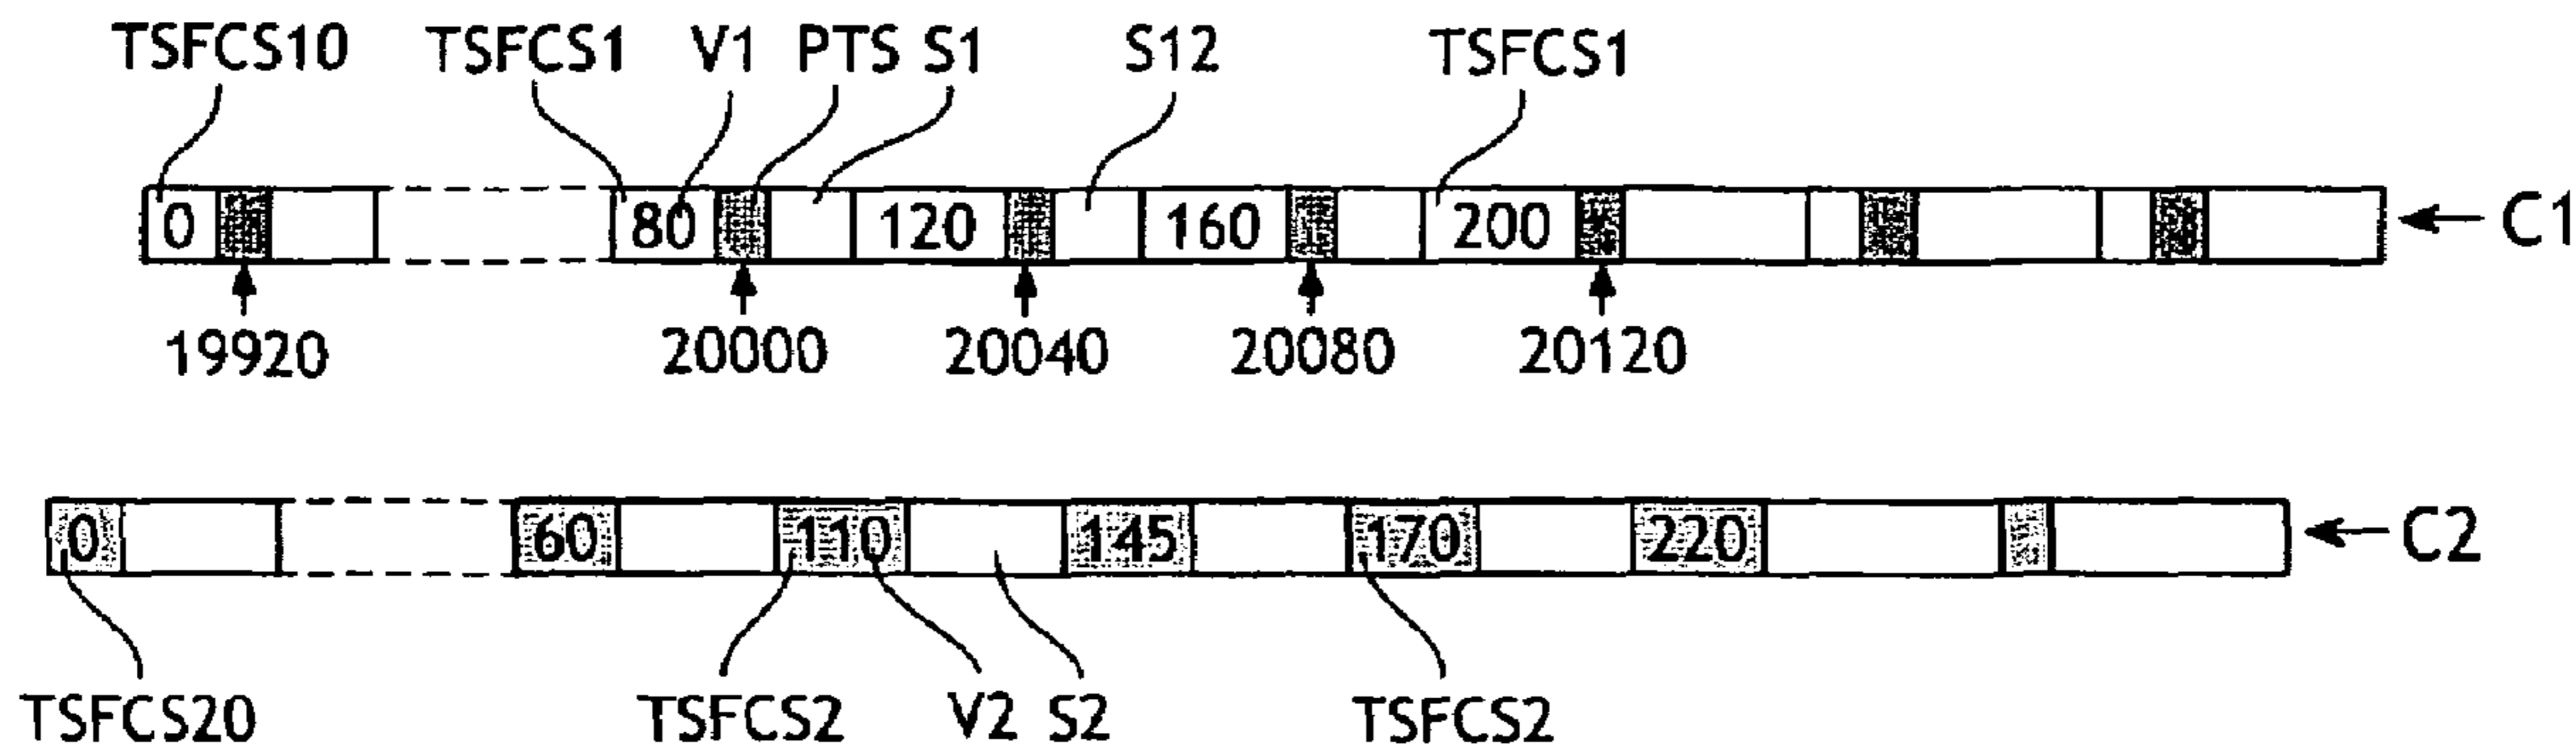 TSFCS10 TSFCS1 V1 PTS S1 S12 TSFCS1
0 80 120 160 200 C1
19920 20000 20040 20080 20120
0 60 110 145 170 220 C2
TSFCS20 TSFCS2 V2 S2 TSFCS2